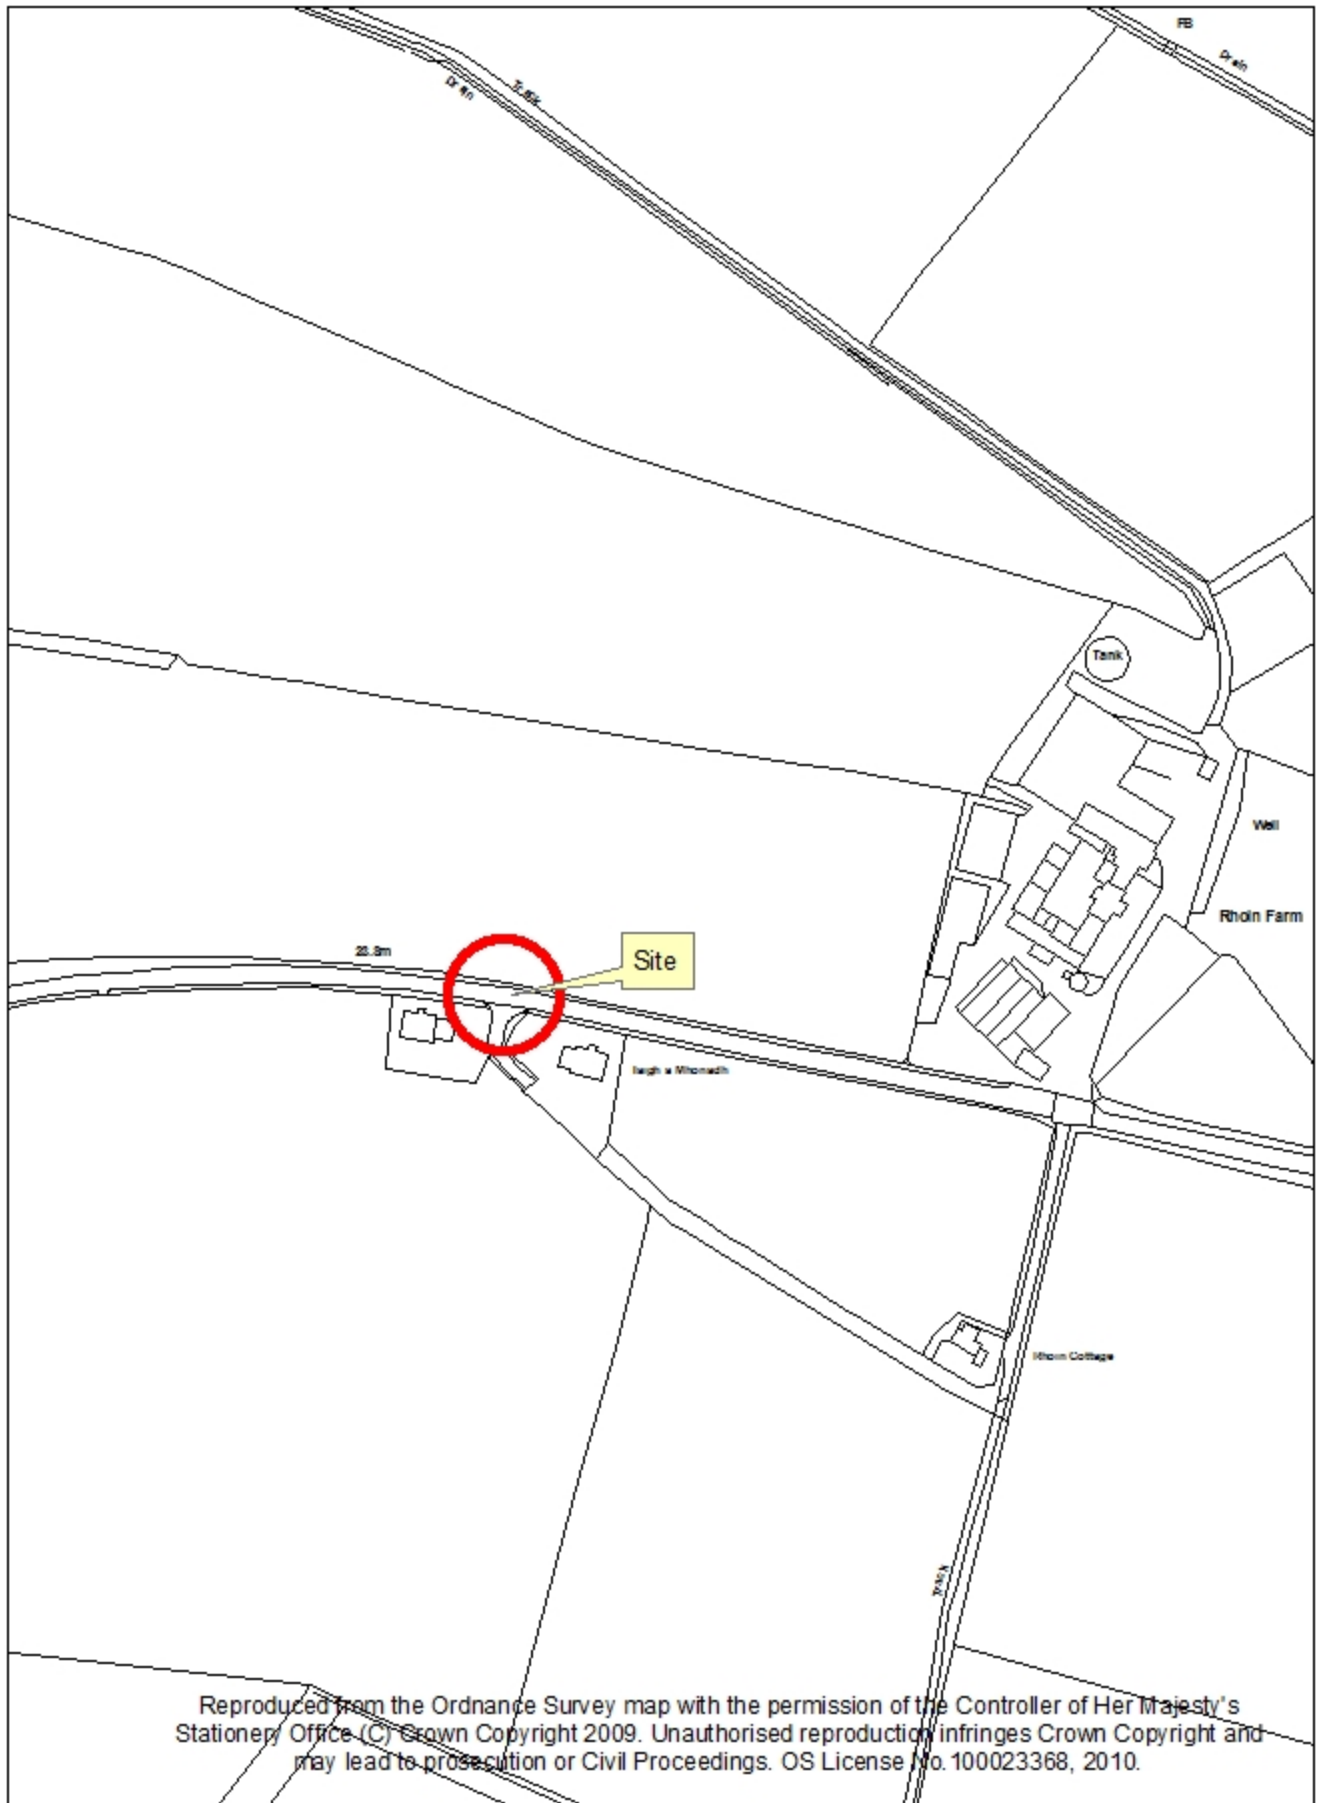 FB
Drain
Track
Drain
Tank
Well
Rhoin Farm
Site
Rhoin Cottage
Track
Reproduced from the Ordnance Survey map with the permission of the Controller of Her Majesty's
Stationery Office (C) Crown Copyright 2009. Unauthorised reproduction infringes Crown Copyright and
may lead to prosecution or Civil Proceedings. OS License No.100023368, 2010.